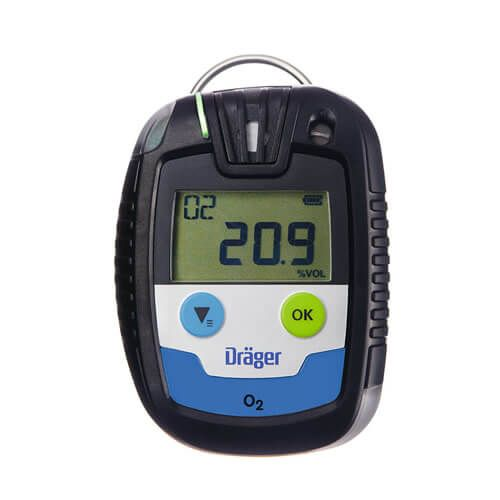 O2
20.9
%VOL
OK
Dräger
O₂